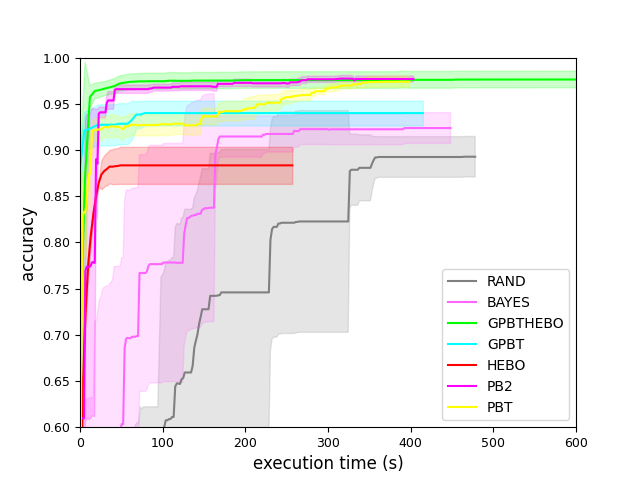 1.00
0.95
0.90
0.85
0.80
0.75
0.70
0.65
0.60
accuracy
0 100 200 300 400 500 600
execution time (s)
RAND
BAYES
GPBTHEBO
GPBT
HEBO
PB2
PBT